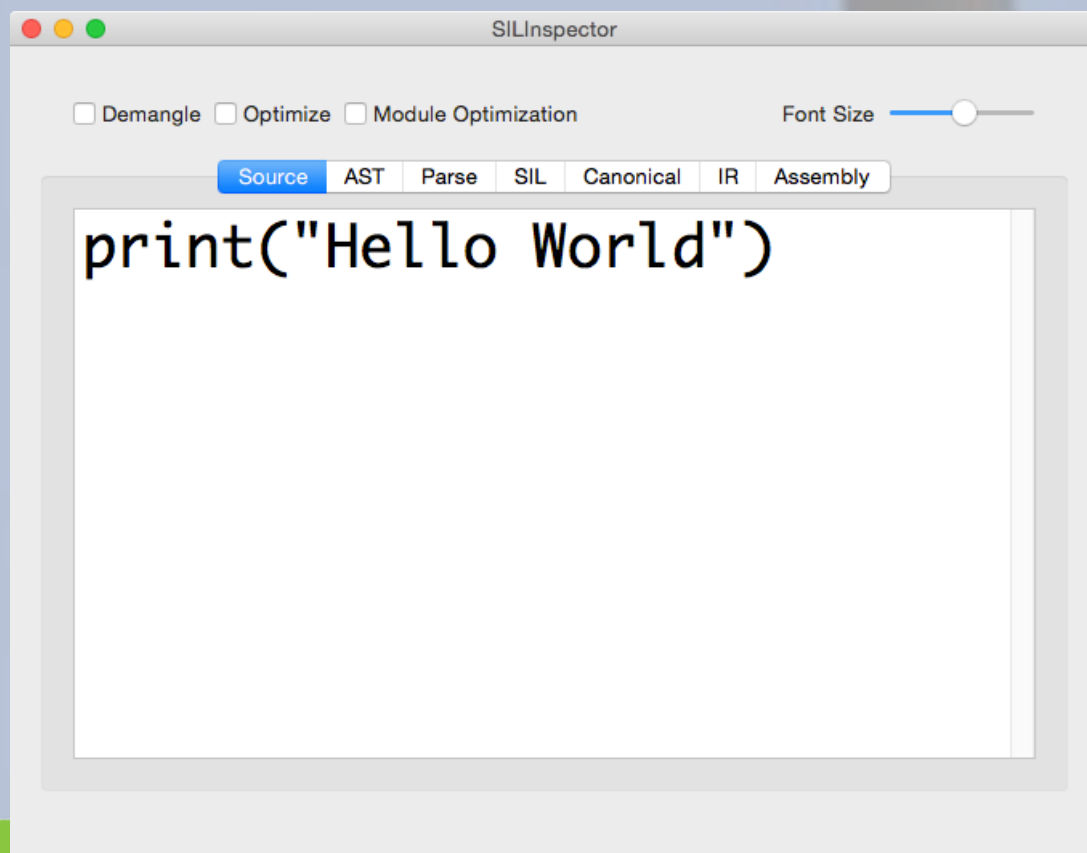 SILInspector
Demangle Optimize Module Optimization Font Size
Source AST Parse SIL Canonical IR Assembly
print("Hello World")